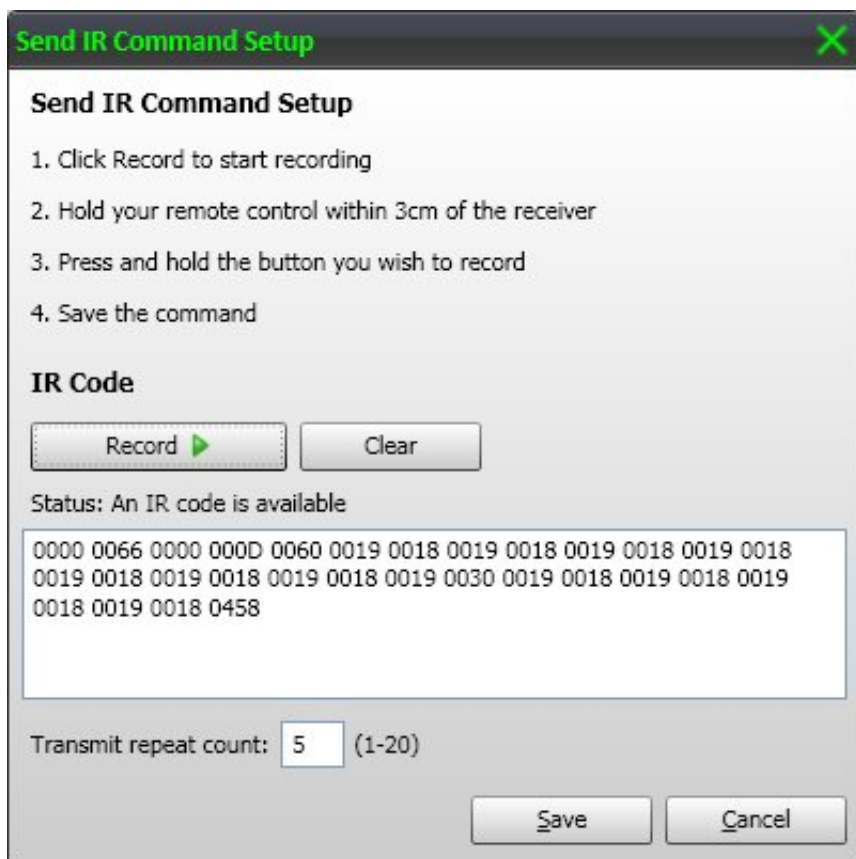 Send IR Command Setup
Send IR Command Setup
1. Click Record to start recording
2. Hold your remote control within 3cm of the receiver
3. Press and hold the button you wish to record
4. Save the command
IR Code
Record Clear
Status: An IR code is available
0000 0066 0000 000D 0060 0019 0018 0019 0018 0019 0018 0019 0018
0019 0018 0019 0018 0019 0018 0019 0030 0019 0018 0019 0018 0019
0018 0019 0018 0458
Transmit repeat count: 5 (1-20)
Save Cancel